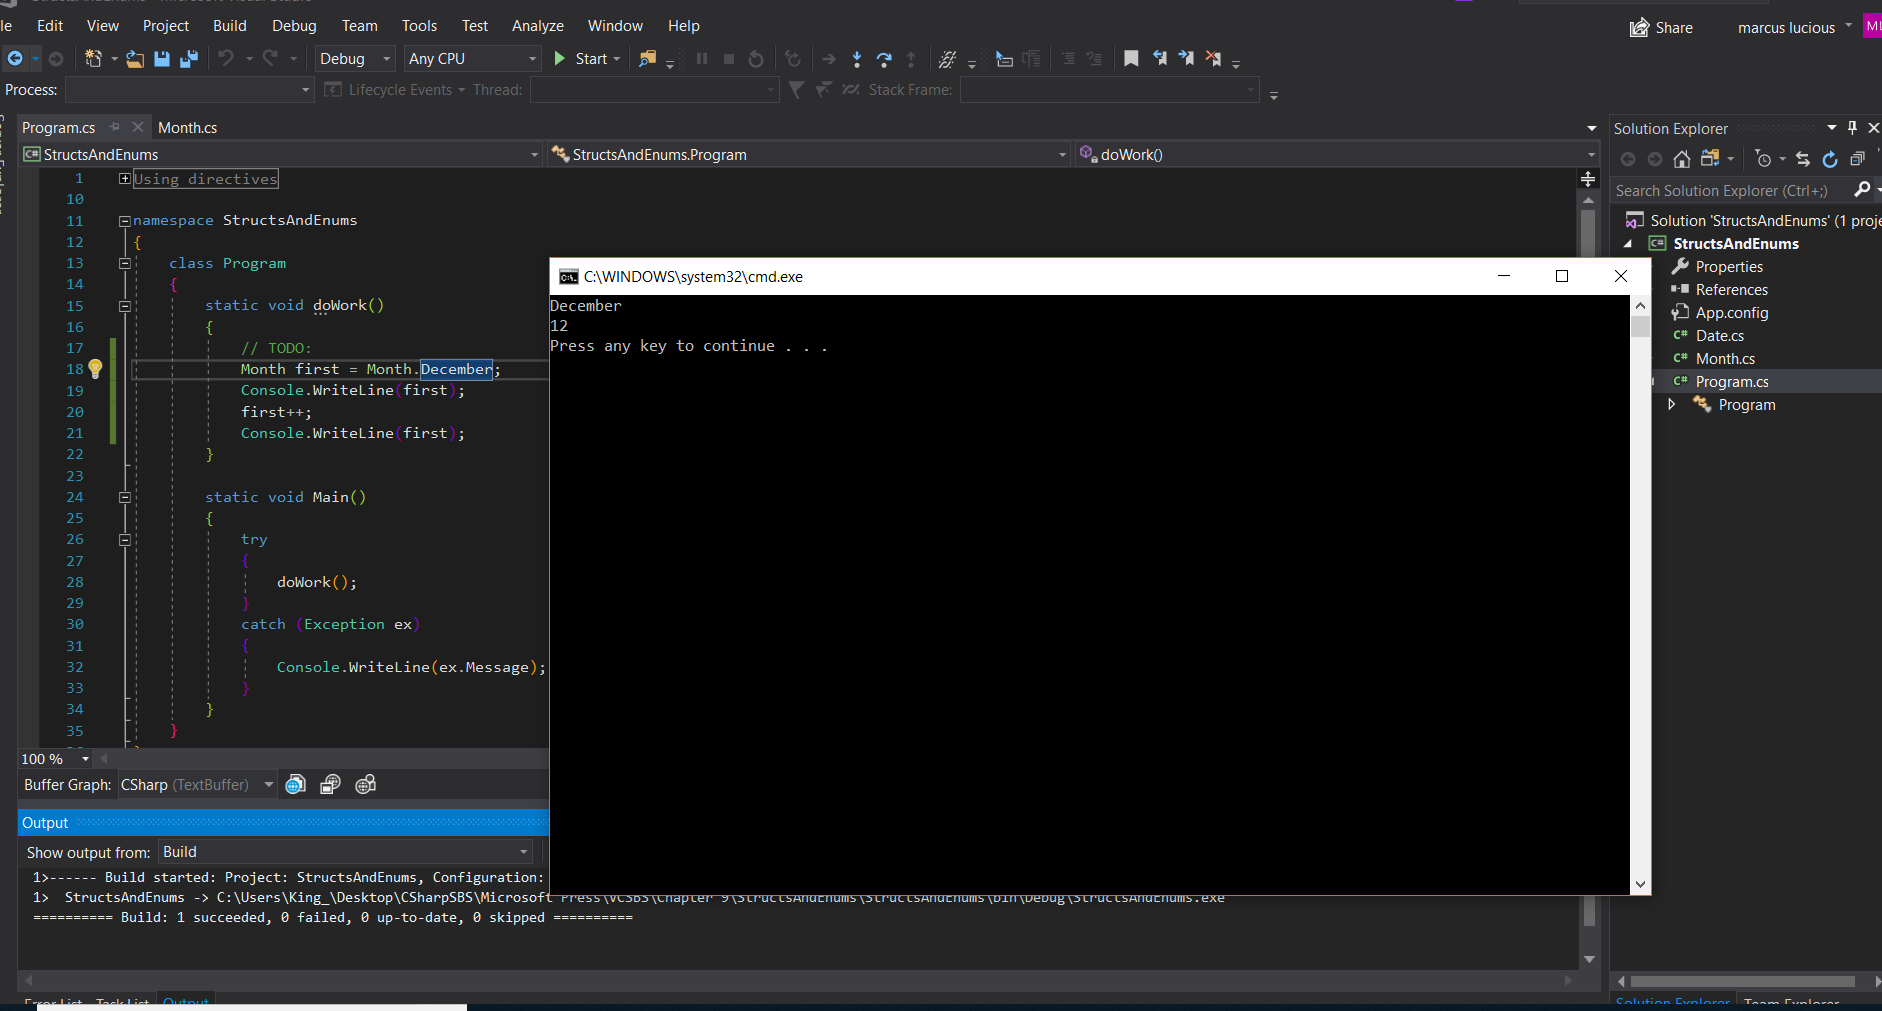 Edit View Project Build Debug Team Tools Test Analyze Window Help
Share marcus lucious
Debug Any CPU Start
Process: Lifecycle Events Thread: Stack Frame:
Program.cs Month.cs
StructsAndEnums StructsAndEnums.Program doWork()
1 Using directives
10
11 namespace StructsAndEnums
12 {
13 class Program
14 {
15 static void doWork()
16 {
17 // TODO:
18 Month first = Month.December;
19 Console.WriteLine(first);
20 first++;
21 Console.WriteLine(first);
22 }
23
24 static void Main()
25 {
26 try
27 {
28 doWork();
29 }
30 catch (Exception ex)
31 {
32 Console.WriteLine(ex.Message);
33 }
34 }
35 }
C:\WINDOWS\system32\cmd.exe
December
12
Press any key to continue . . .
Solution Explorer
Search Solution Explorer (Ctrl+;)
Solution 'StructsAndEnums' (1 proje
StructsAndEnums
Properties
References
App.config
Date.cs
Month.cs
Program.cs
Program
100 %
Buffer Graph: CSharp (TextBuffer)
Output
Show output from: Build
1>------ Build started: Project: StructsAndEnums, Configuration:
1> StructsAndEnums -> C:\Users\King_\Desktop\CSharpSBS\Microsoft Press\VCSBS\Chapter 9\StructsAndEnums\StructsAndEnums\bin\Debug\StructsAndEnums.exe
========== Build: 1 succeeded, 0 failed, 0 up-to-date, 0 skipped ==========
Error List Task List Output
Solution Explorer Team Explorer